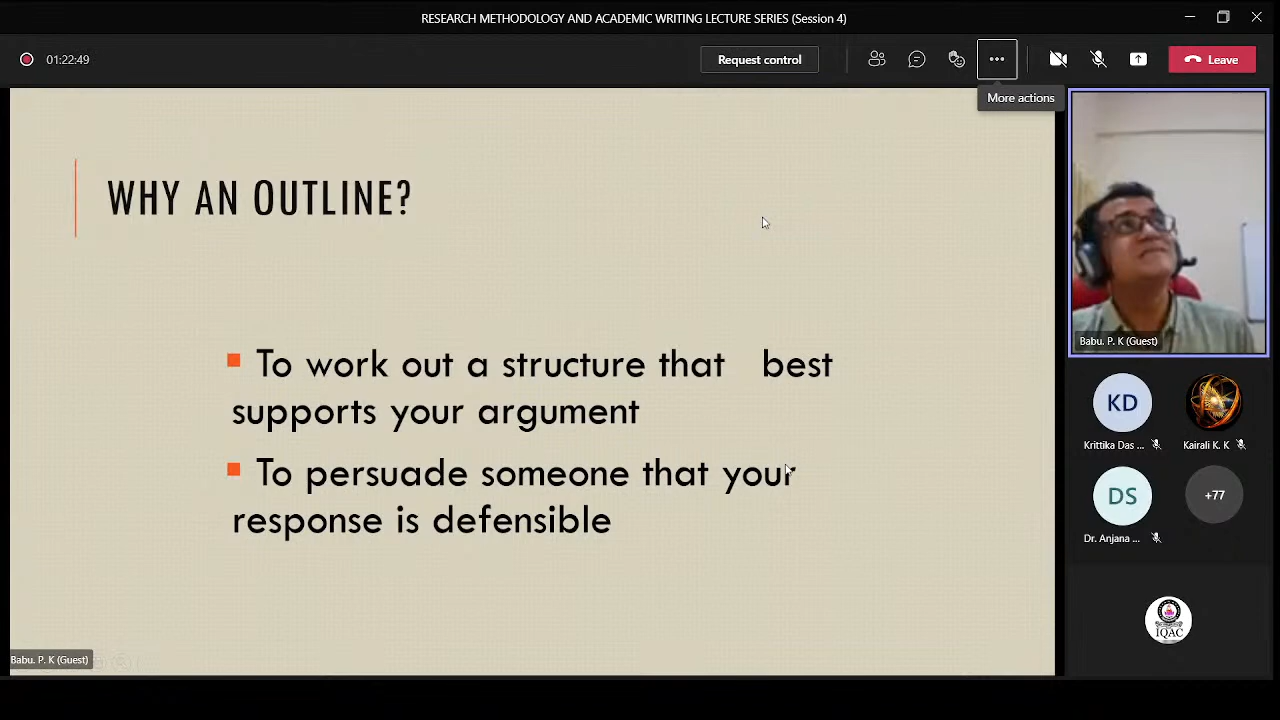 RESEARCH METHODOLOGY AND ACADEMIC WRITING LECTURE SERIES (Session 4)
01:22:49
Request control
Leave
More actions
WHY AN OUTLINE?
To work out a structure that best
supports your argument
To persuade someone that your
response is defensible
Babu. P. K (Guest)
KD
Krittika Das ...
Kairali K. K
DS
+77
Dr. Anjana ...
IQAC
Babu. P. K (Guest)